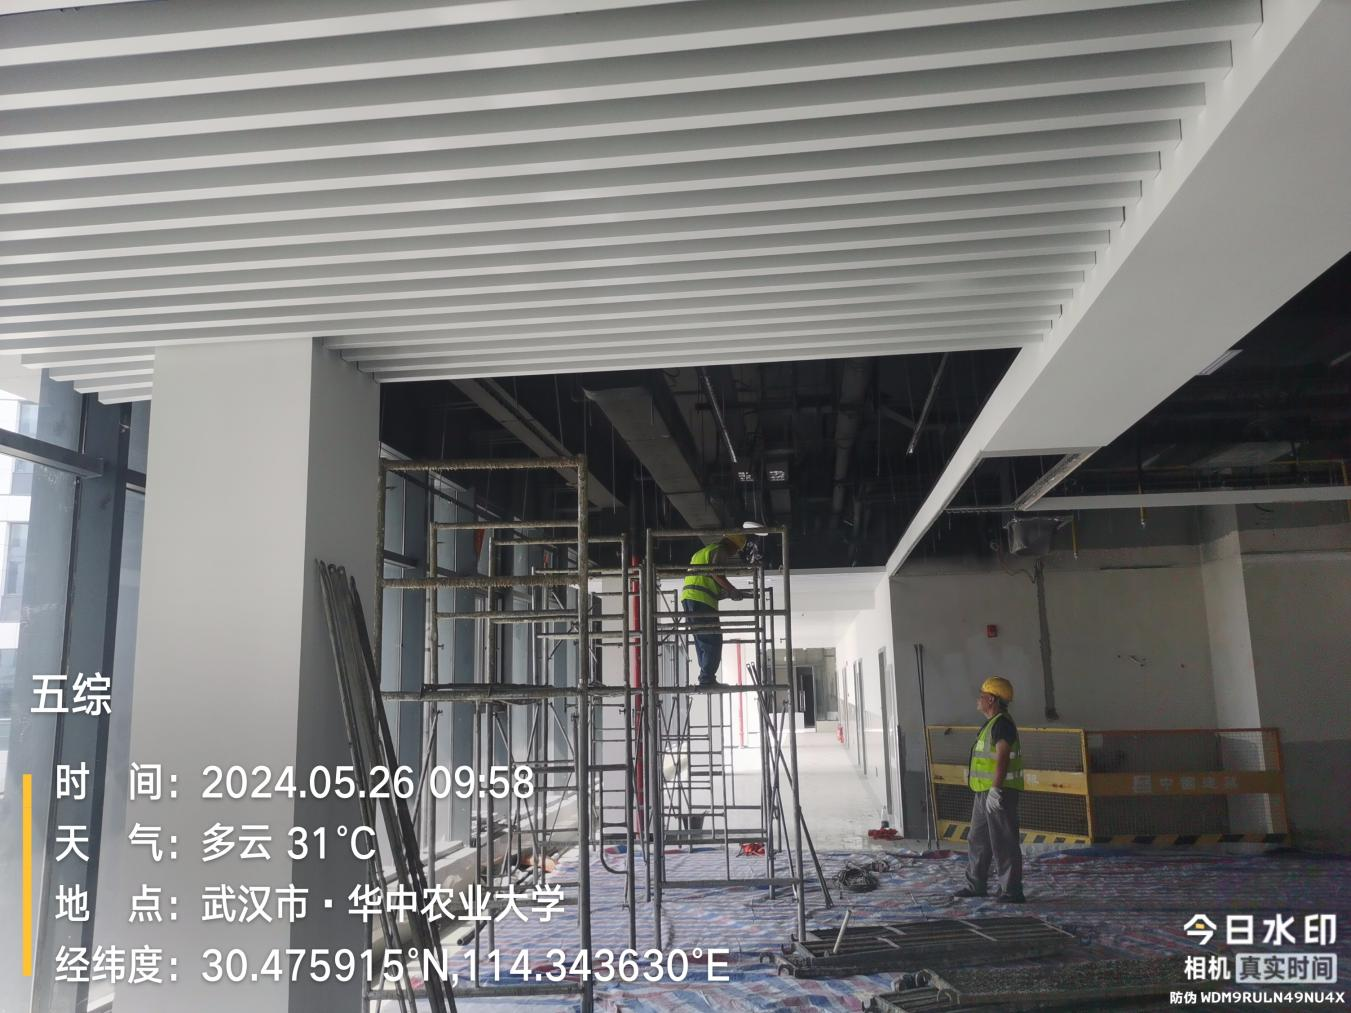 五综
时 间：2024.05.26 09:58
天 气：多云 31℃
地 点：武汉市·华中农业大学
经纬度：30.475915°N,114.343630°E
今日水印
相机 真实时间
防伪 WDM9RULN49NU4X